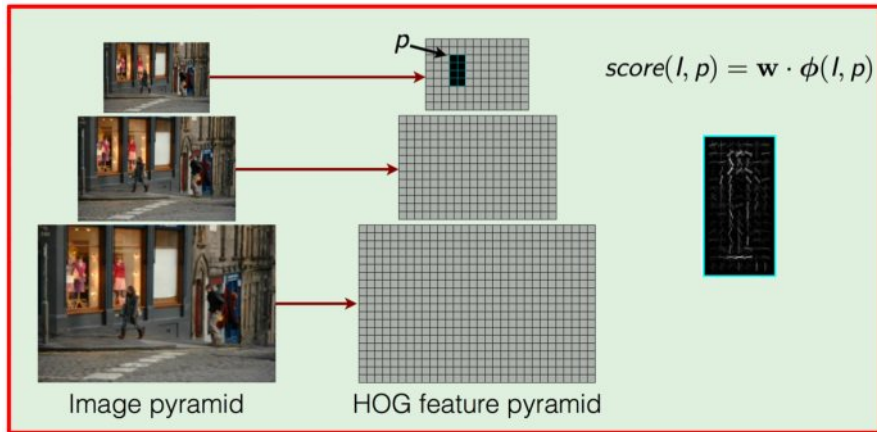 p
score(I, p) = w · ϕ(I, p)
Image pyramid
HOG feature pyramid